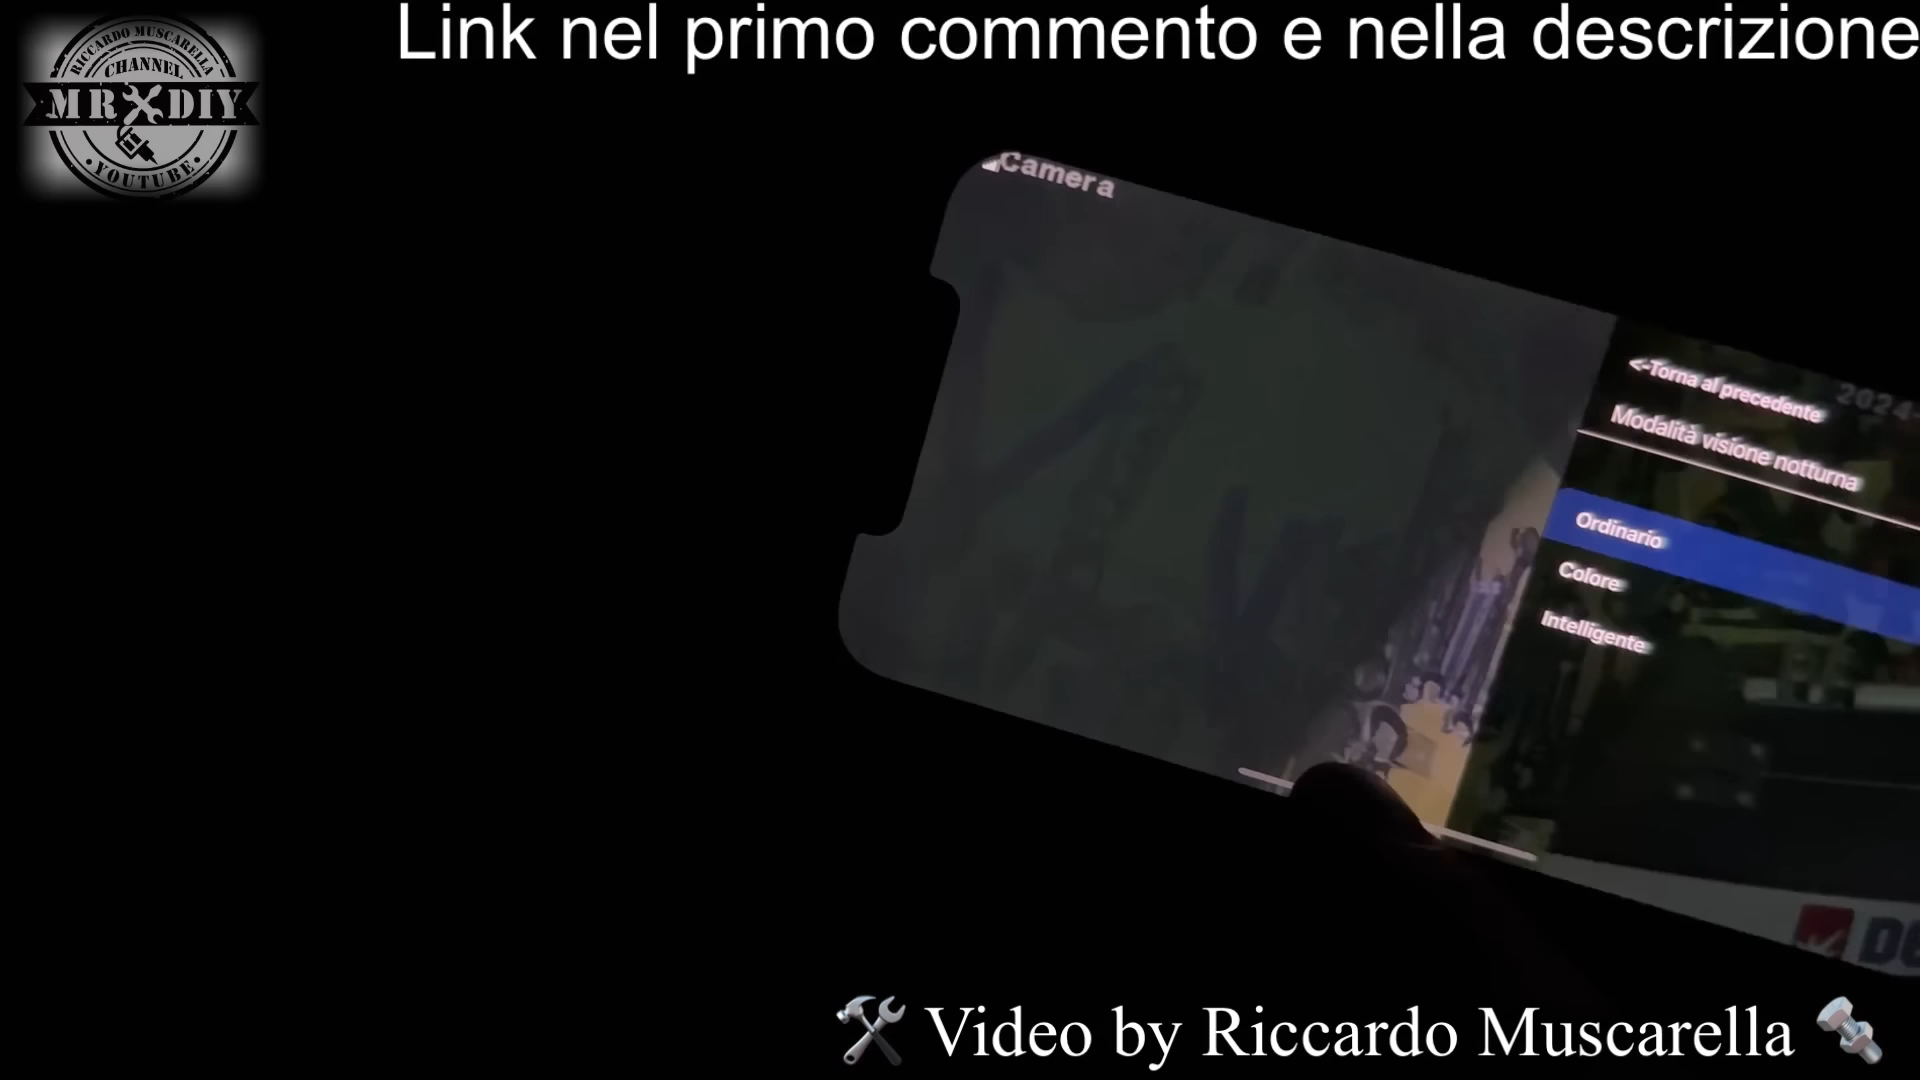 Link nel primo commento e nella descrizione
RICCARDO MUSCARELLA
CHANNEL
MR DIY
YOUTUBE
Camera
2024-
<-Torna al precedente
Modalità visione notturna
Ordinario
Colore
Intelligente
🛠 Video by Riccardo Muscarella 🔩